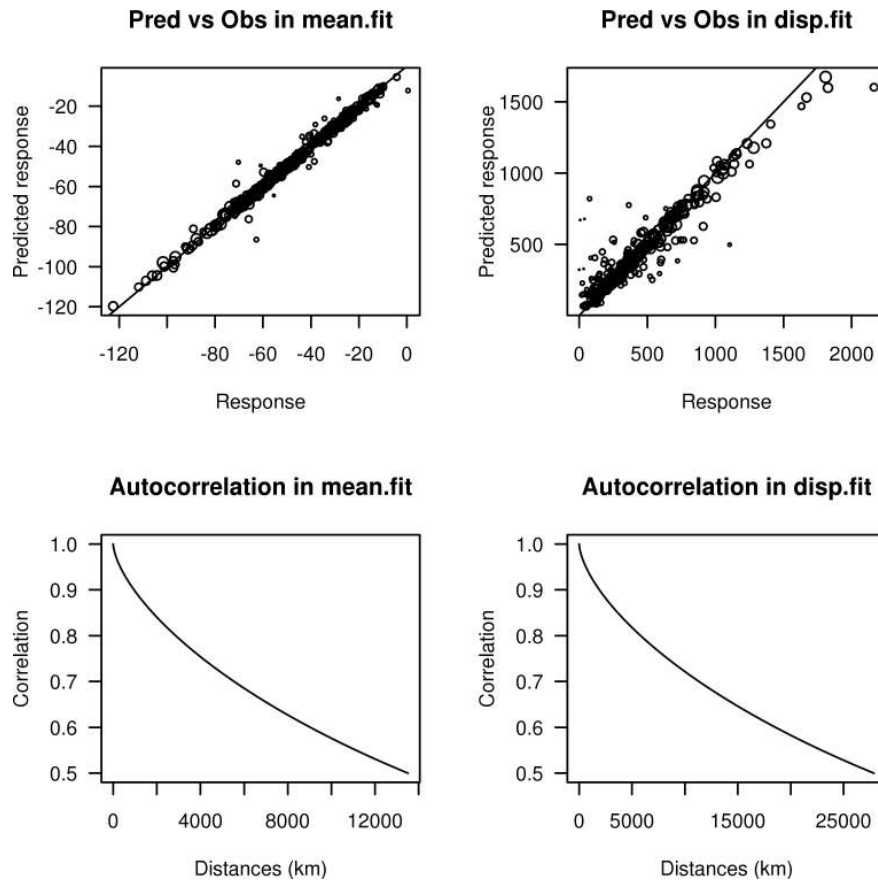 Pred vs Obs in mean.fit
Predicted response
-20
-40
-60
-80
-100
-120
-120 -80 -60 -40 -20 0
Response
Pred vs Obs in disp.fit
Predicted response
1500
1000
500
0 500 1000 1500 2000
Response
Autocorrelation in mean.fit
Correlation
1.0
0.9
0.8
0.7
0.6
0.5
0 4000 8000 12000
Distances (km)
Autocorrelation in disp.fit
Correlation
1.0
0.9
0.8
0.7
0.6
0.5
0 5000 15000 25000
Distances (km)